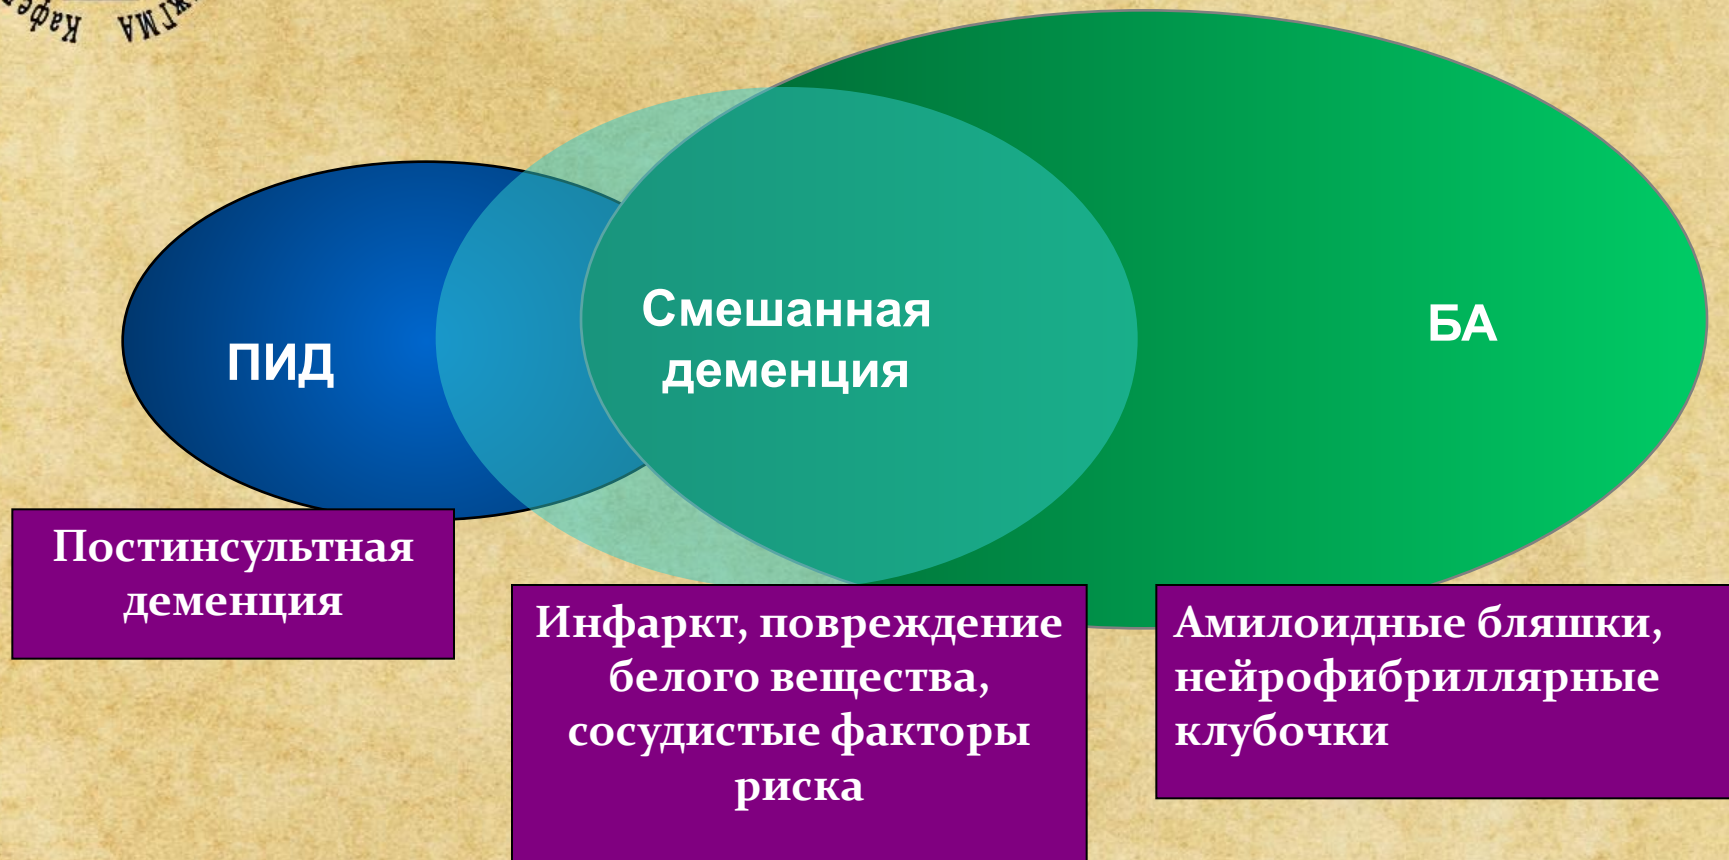 ПИД
Смешанная
деменция
БА
Постинсультная
деменция
Инфаркт, повреждение
белого вещества,
сосудистые факторы
риска
Амилоидные бляшки,
нейрофибриллярные
клубочки